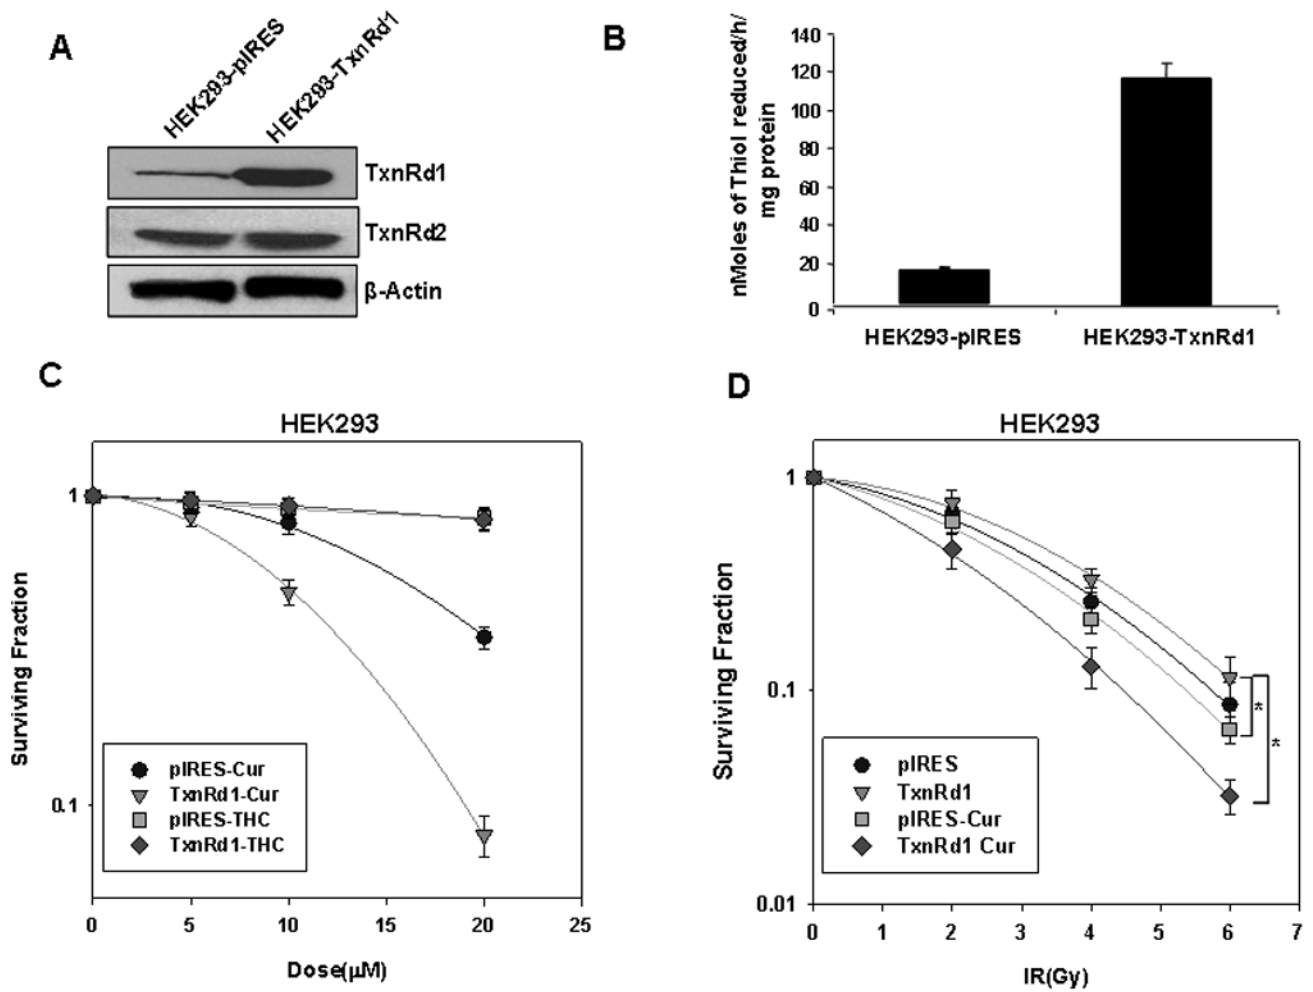 A
HEK293-pIRES
HEK293-TxnRd1
TxnRd1
TxnRd2
β-Actin
B
nMoles of Thiol reduced/h/
mg protein
140
120
100
80
60
40
20
0
HEK293-pIRES
HEK293-TxnRd1
C
HEK293
Surviving Fraction
1
0.1
pIRES-Cur
TxnRd1-Cur
pIRES-THC
TxnRd1-THC
0 5 10 15 20 25
Dose(µM)
D
HEK293
Surviving Fraction
1
0.1
0.01
*
*
pIRES
TxnRd1
pIRES-Cur
TxnRd1 Cur
0 1 2 3 4 5 6 7
IR(Gy)